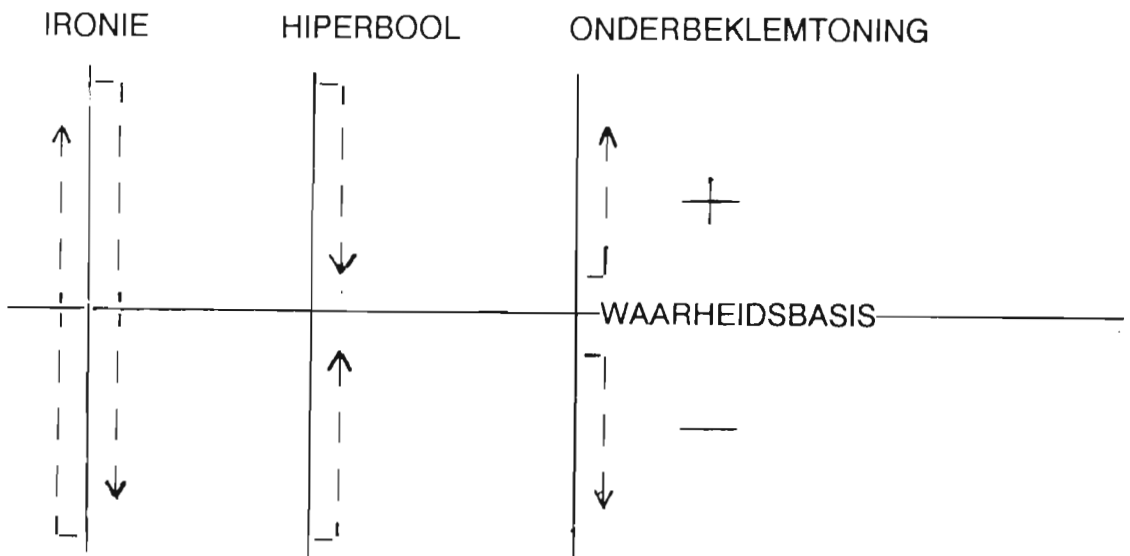 IRONIE HIPERBOOL ONDERBEKLEMTONING
+
WAARHEIDSBASIS
—